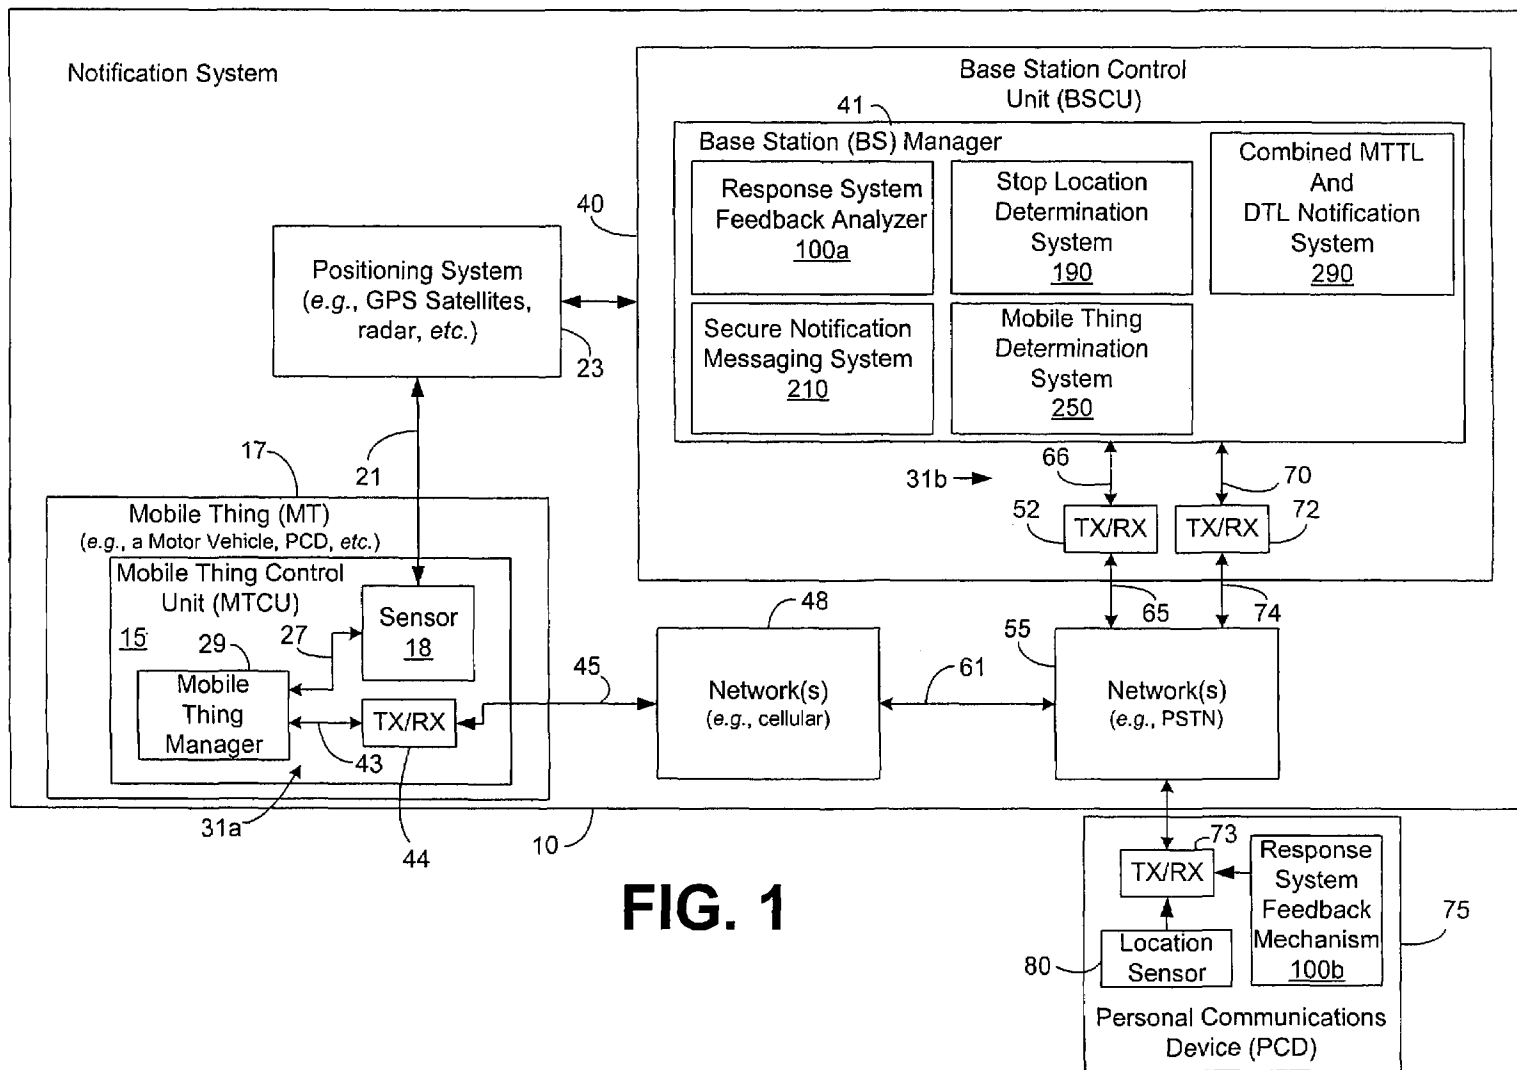 Notification System
Base Station Control
Unit (BSCU)
41
Base Station (BS) Manager
Response System
Feedback Analyzer
100a
Stop Location
Determination
System
190
Combined MTTL
And
DTL Notification
System
290
Secure Notification
Messaging System
210
Mobile Thing
Determination
System
250
40
Positioning System
(e.g., GPS Satellites,
radar, etc.)
23
21
17
66
70
31b
52
TX/RX
TX/RX
72
65
74
Mobile Thing (MT)
(e.g., a Motor Vehicle, PCD, etc.)
Mobile Thing Control
Unit (MTCU)
15
27
29
Sensor
18
Mobile
Thing
Manager
TX/RX
43
44
31a
45
48
Network(s)
(e.g., cellular)
61
55
Network(s)
(e.g., PSTN)
10
73
TX/RX
Response
System
Feedback
Mechanism
100b
75
80
Location
Sensor
Personal Communications
Device (PCD)
FIG. 1